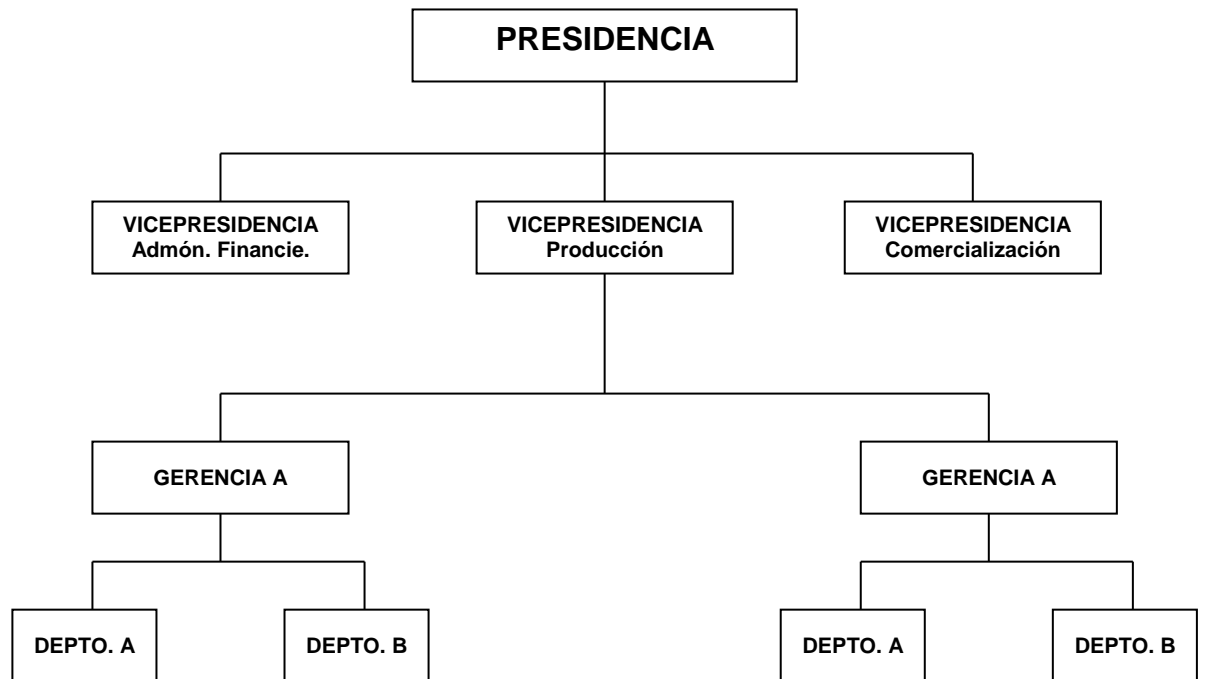 PRESIDENCIA
VICEPRESIDENCIA
Admón. Financie.
VICEPRESIDENCIA
Producción
VICEPRESIDENCIA
Comercialización
GERENCIA A
GERENCIA A
DEPTO. A
DEPTO. B
DEPTO. A
DEPTO. B